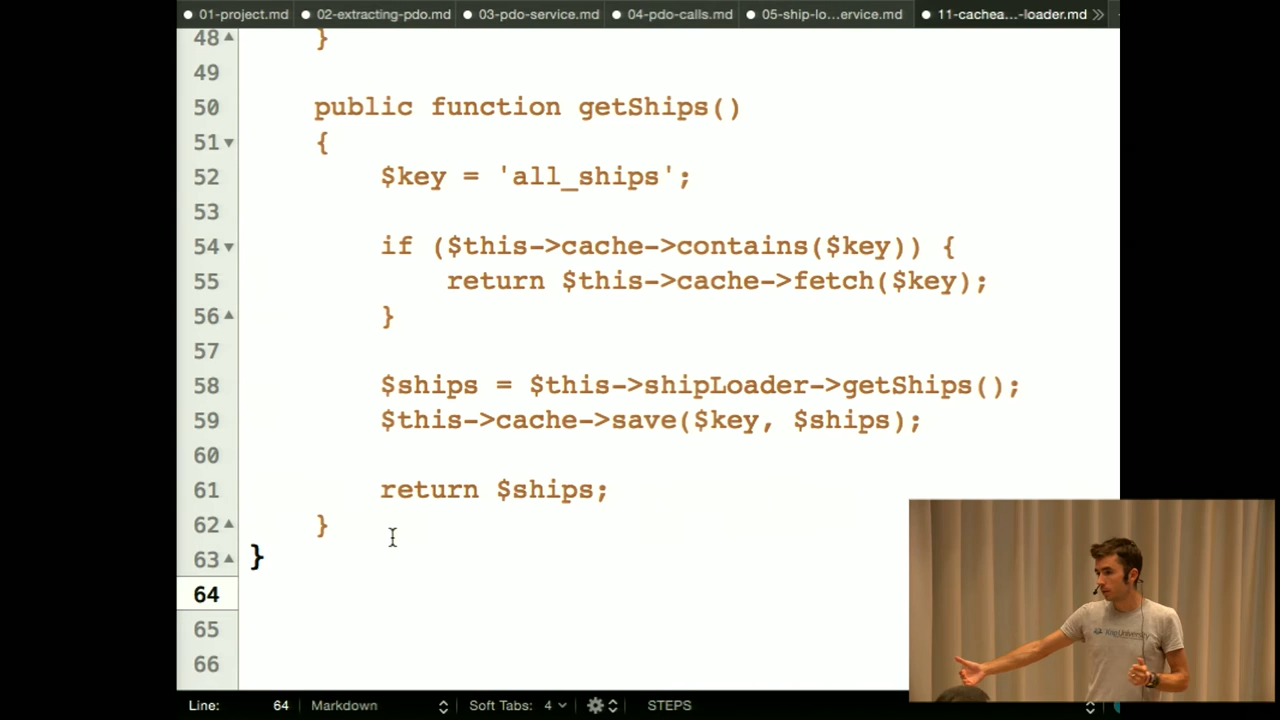 01-project.md
02-extracting-pdo.md
03-pdo-service.md
04-pdo-calls.md
05-ship-lo...ervice.md
11-cachea...-loader.md
48 }
49
50 public function getShips()
51 {
52 $key = 'all_ships';
53
54 if ($this->cache->contains($key)) {
55 return $this->cache->fetch($key);
56 }
57
58 $ships = $this->shipLoader->getShips();
59 $this->cache->save($key, $ships);
60
61 return $ships;
62 }
63 }
64
65
66
Line: 64 Markdown Soft Tabs: 4 STEPS